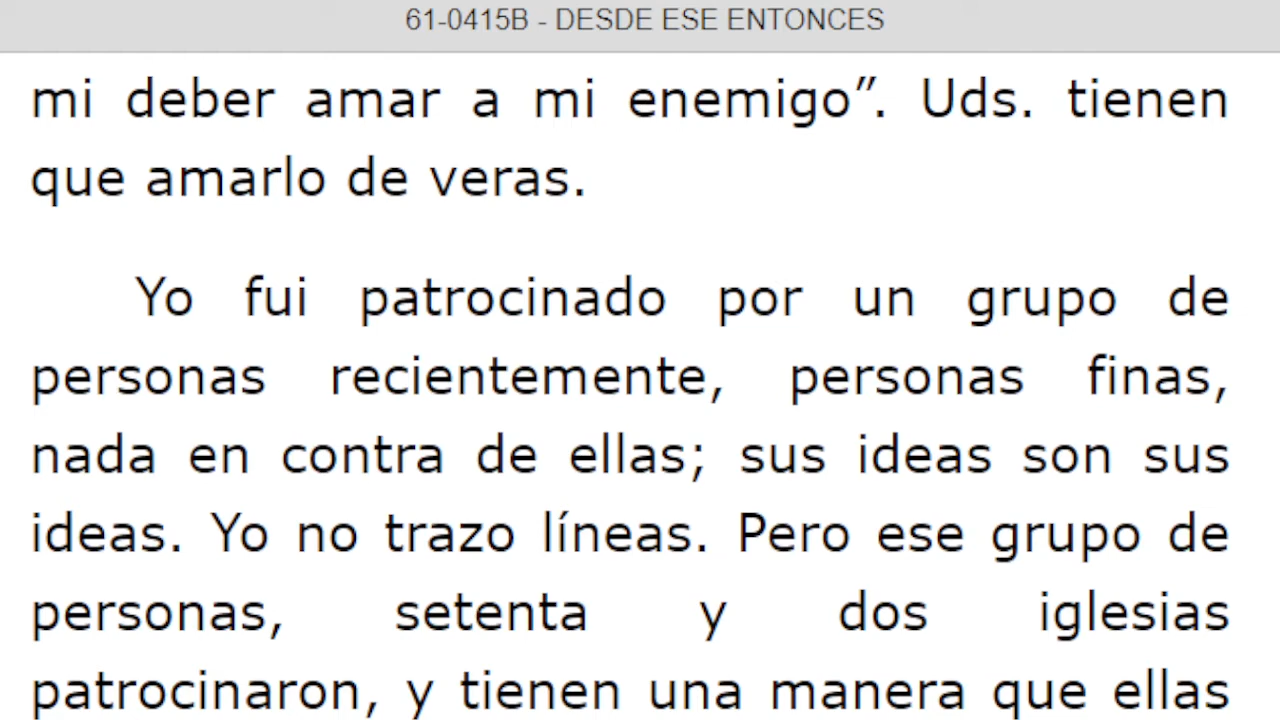 61-0415B - DESDE ESE ENTONCES
mi deber amar a mi enemigo”. Uds. tienen
que amarlo de veras.
Yo fui patrocinado por un grupo de
personas recientemente, personas finas,
nada en contra de ellas; sus ideas son sus
ideas. Yo no trazo líneas. Pero ese grupo de
personas, setenta y dos iglesias
patrocinaron, y tienen una manera que ellas